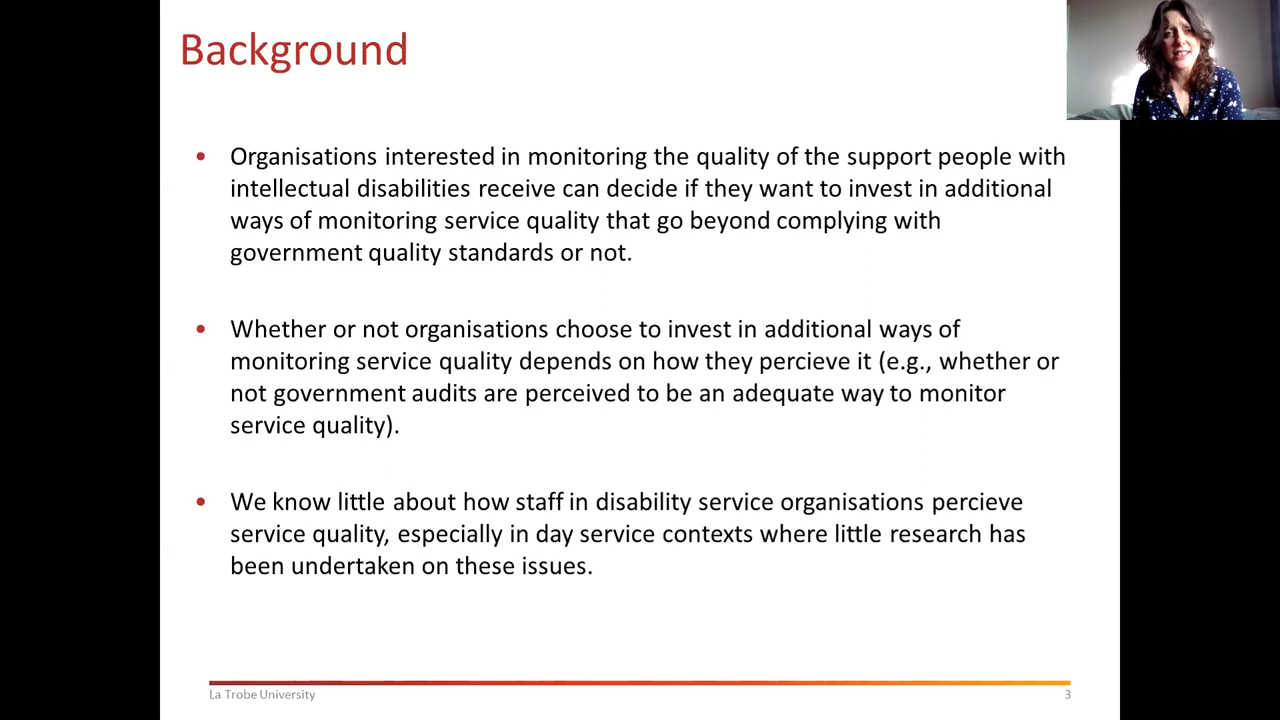 Background
• Organisations interested in monitoring the quality of the support people with
intellectual disabilities receive can decide if they want to invest in additional
ways of monitoring service quality that go beyond complying with
government quality standards or not.
• Whether or not organisations choose to invest in additional ways of
monitoring service quality depends on how they percieve it (e.g., whether or
not government audits are perceived to be an adequate way to monitor
service quality).
• We know little about how staff in disability service organisations percieve
service quality, especially in day service contexts where little research has
been undertaken on these issues.
La Trobe University
3